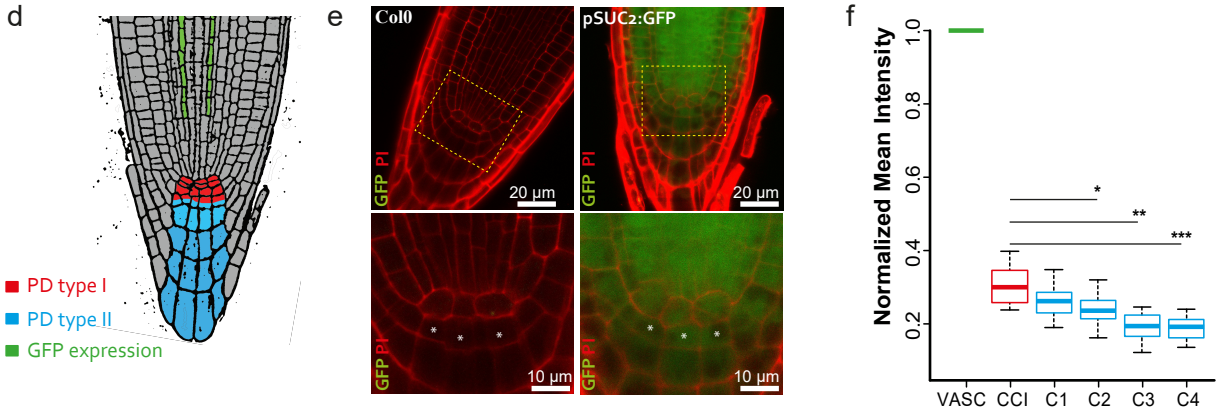 d
PD type I
PD type II
GFP expression
e
Col0
pSUC2:GFP
GFP PI
20 µm
GFP PI
20 µm
GFP PI
10 µm
GFP PI
10 µm
* * *
* * *
f
Normalized Mean Intensity
1.0
0.8
0.6
0.4
0.2
*
**
***
VASC CCI C1 C2 C3 C4